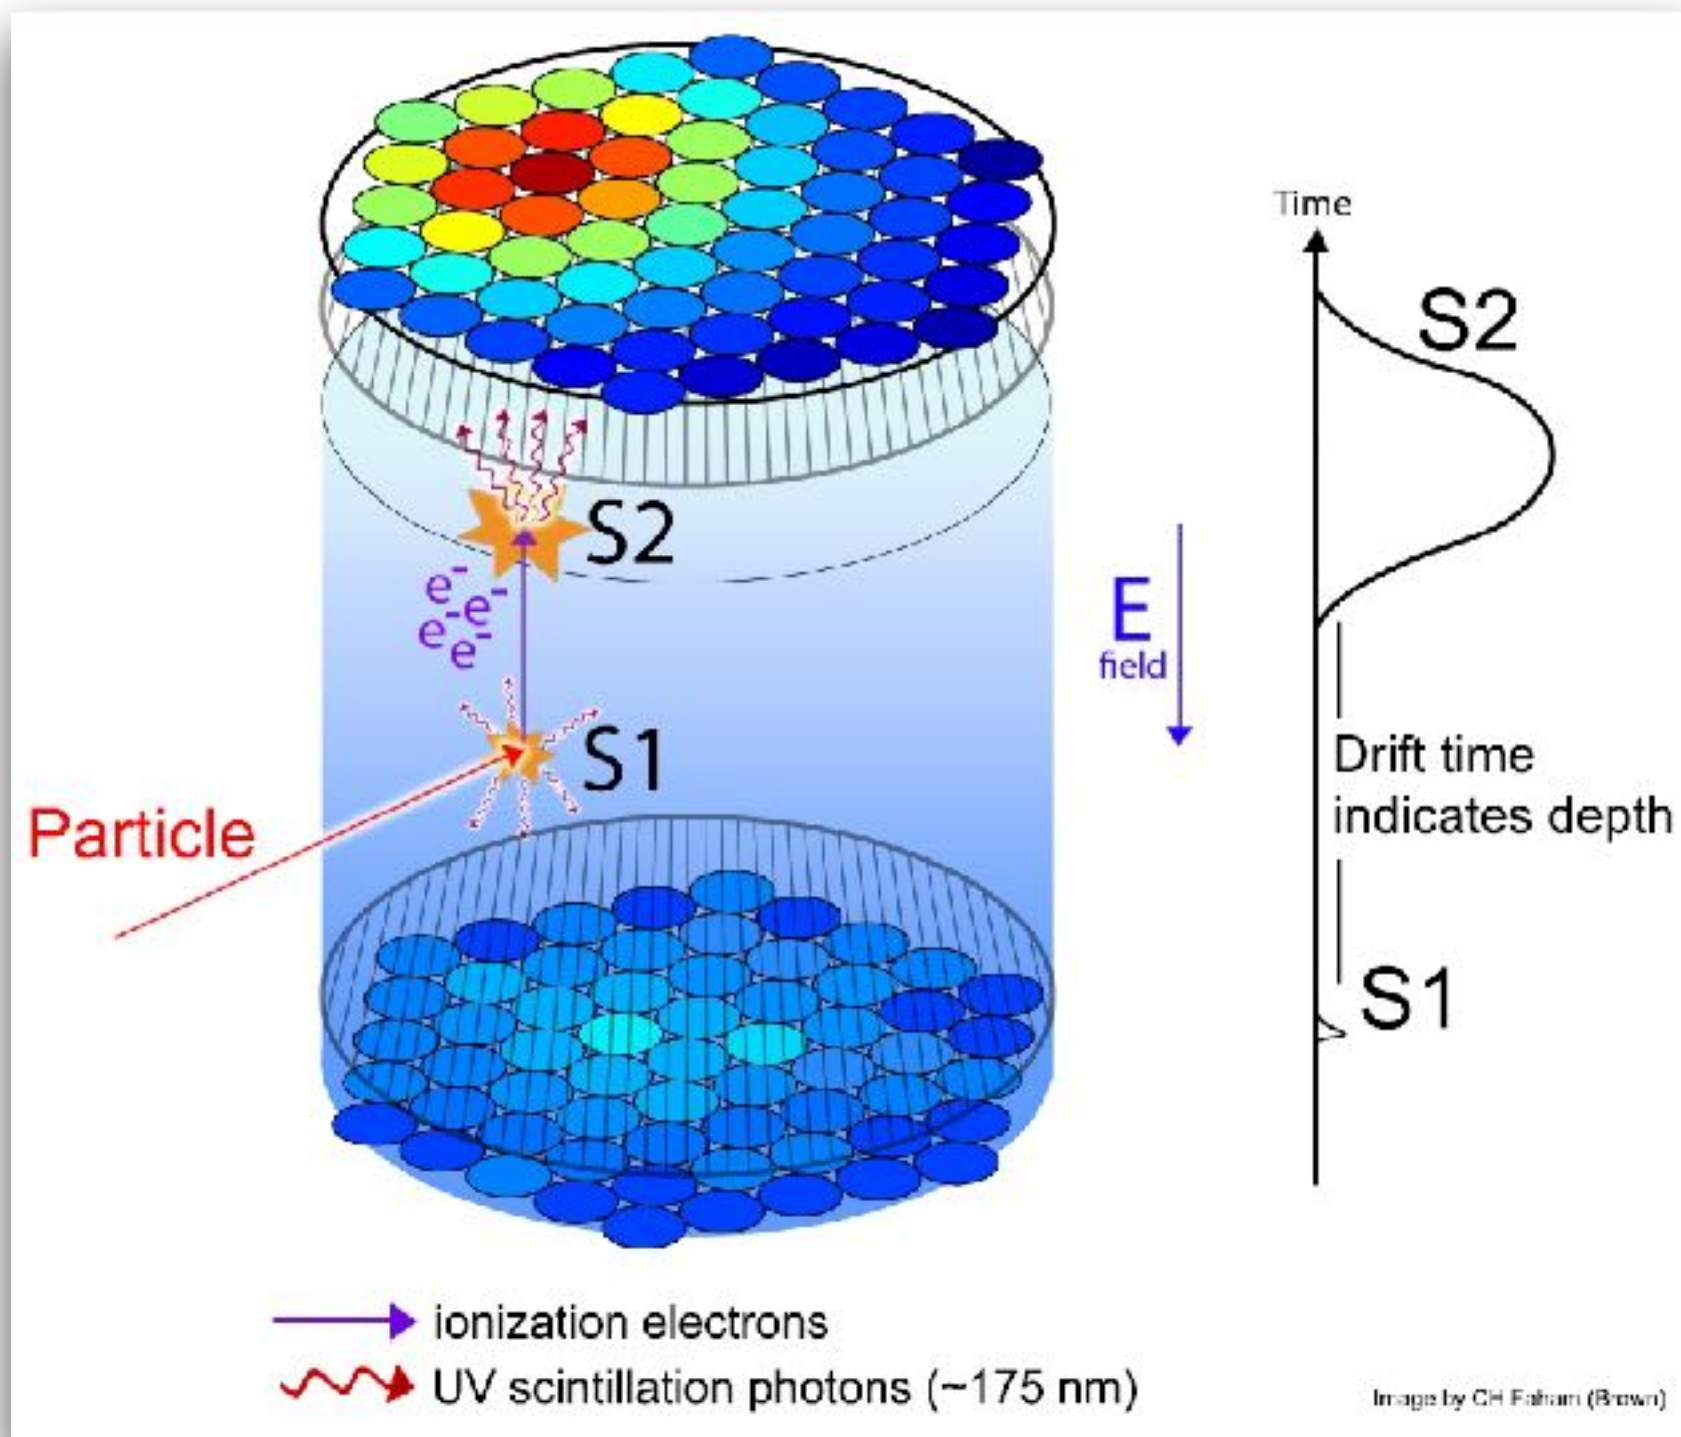 Time
S2
S2
e-
e-
e-
e-
E
field
S1
Drift time
indicates depth
Particle
S1
ionization electrons
UV scintillation photons (~175 nm)
Image by CH Faham (Brown)